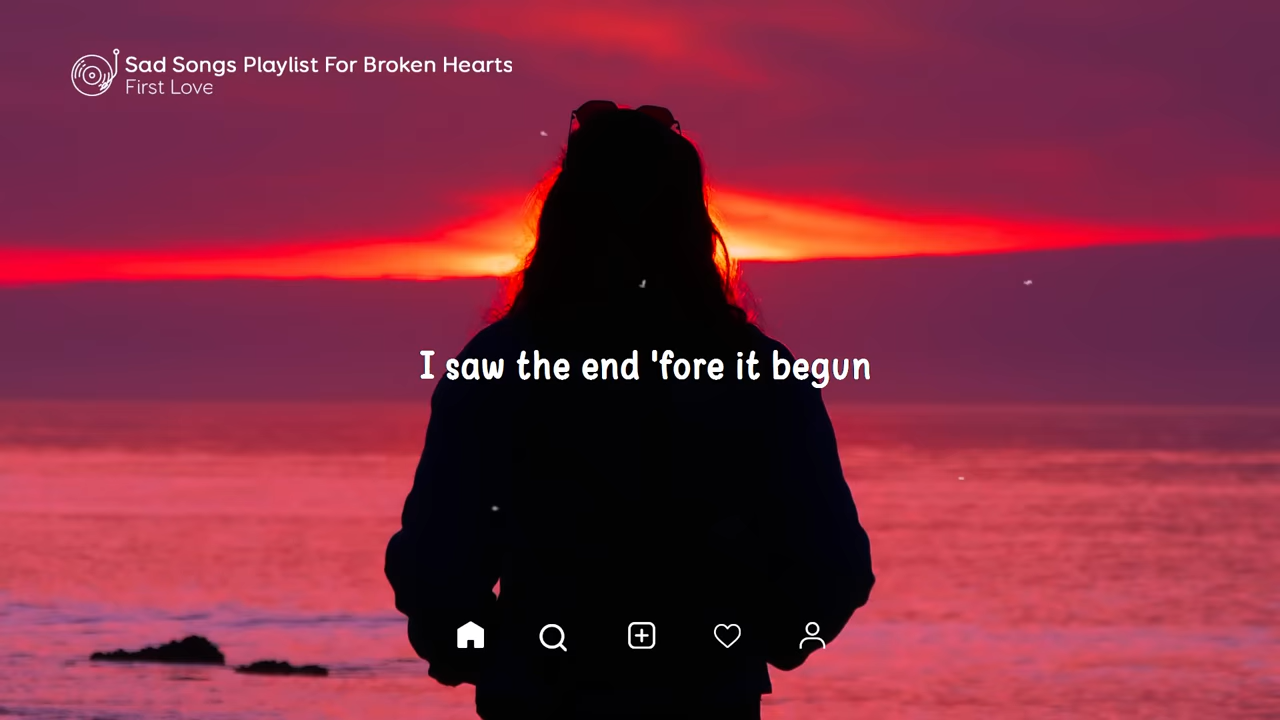 Sad Songs Playlist For Broken Hearts
First Love
I saw the end 'fore it begun